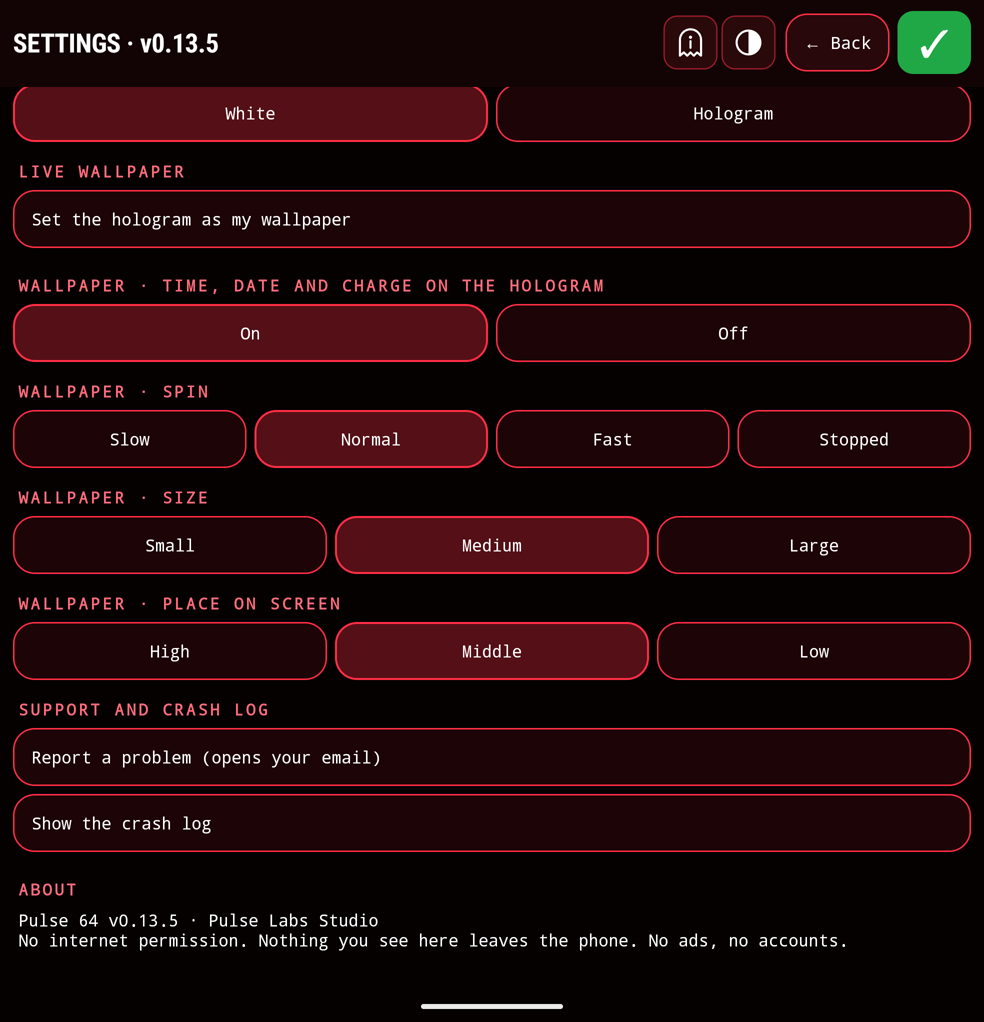 SETTINGS · v0.13.5
← Back
✓
White
Hologram
LIVE WALLPAPER
Set the hologram as my wallpaper
WALLPAPER · TIME, DATE AND CHARGE ON THE HOLOGRAM
On
Off
WALLPAPER · SPIN
Slow
Normal
Fast
Stopped
WALLPAPER · SIZE
Small
Medium
Large
WALLPAPER · PLACE ON SCREEN
High
Middle
Low
SUPPORT AND CRASH LOG
Report a problem (opens your email)
Show the crash log
ABOUT
Pulse 64 v0.13.5 · Pulse Labs Studio
No internet permission. Nothing you see here leaves the phone. No ads, no accounts.